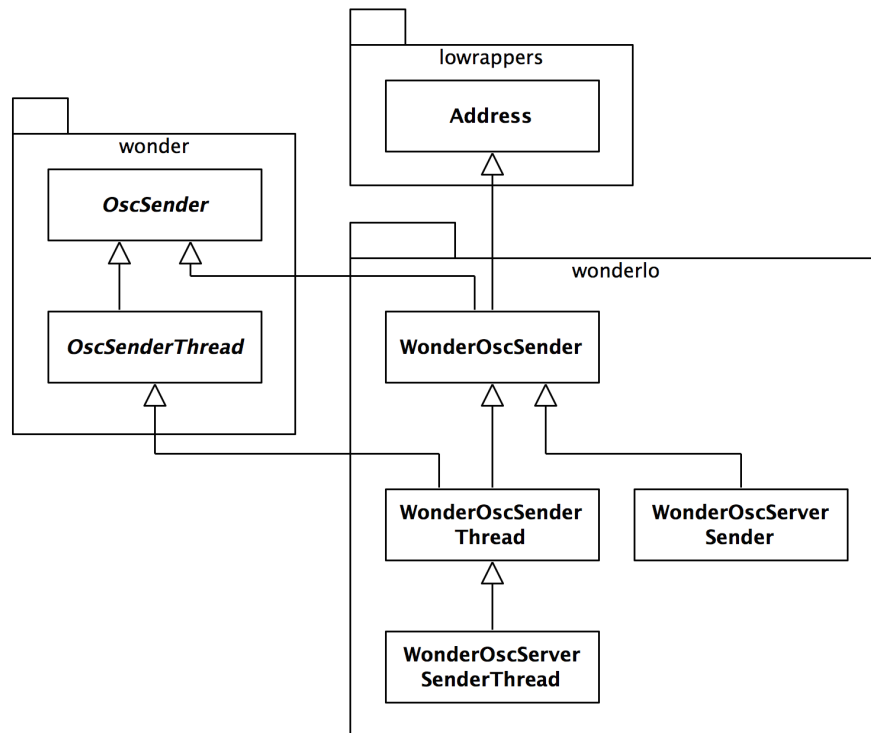 lowrappers
Address
wonder
OscSender
wonderlo
OscSenderThread
WonderOscSender
WonderOscSender
Thread
WonderOscServer
Sender
WonderOscServer
SenderThread